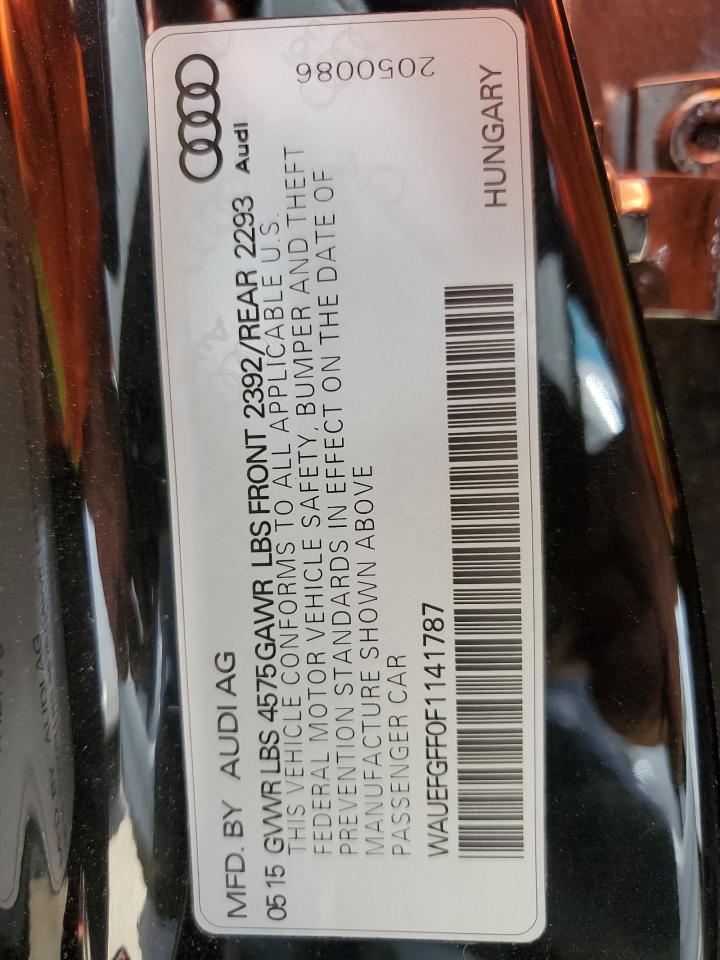 MFD. BY AUDI AG
Audi
0515 GVWR LBS 4575 GAWR LBS FRONT 2392/REAR 2293
THIS VEHICLE CONFORMS TO ALL APPLICABLE U.S.
FEDERAL MOTOR VEHICLE SAFETY, BUMPER AND THEFT
PREVENTION STANDARDS IN EFFECT ON THE DATE OF
MANUFACTURE SHOWN ABOVE
PASSENGER CAR
2050086
WAUEFGFF0F1141787
HUNGARY